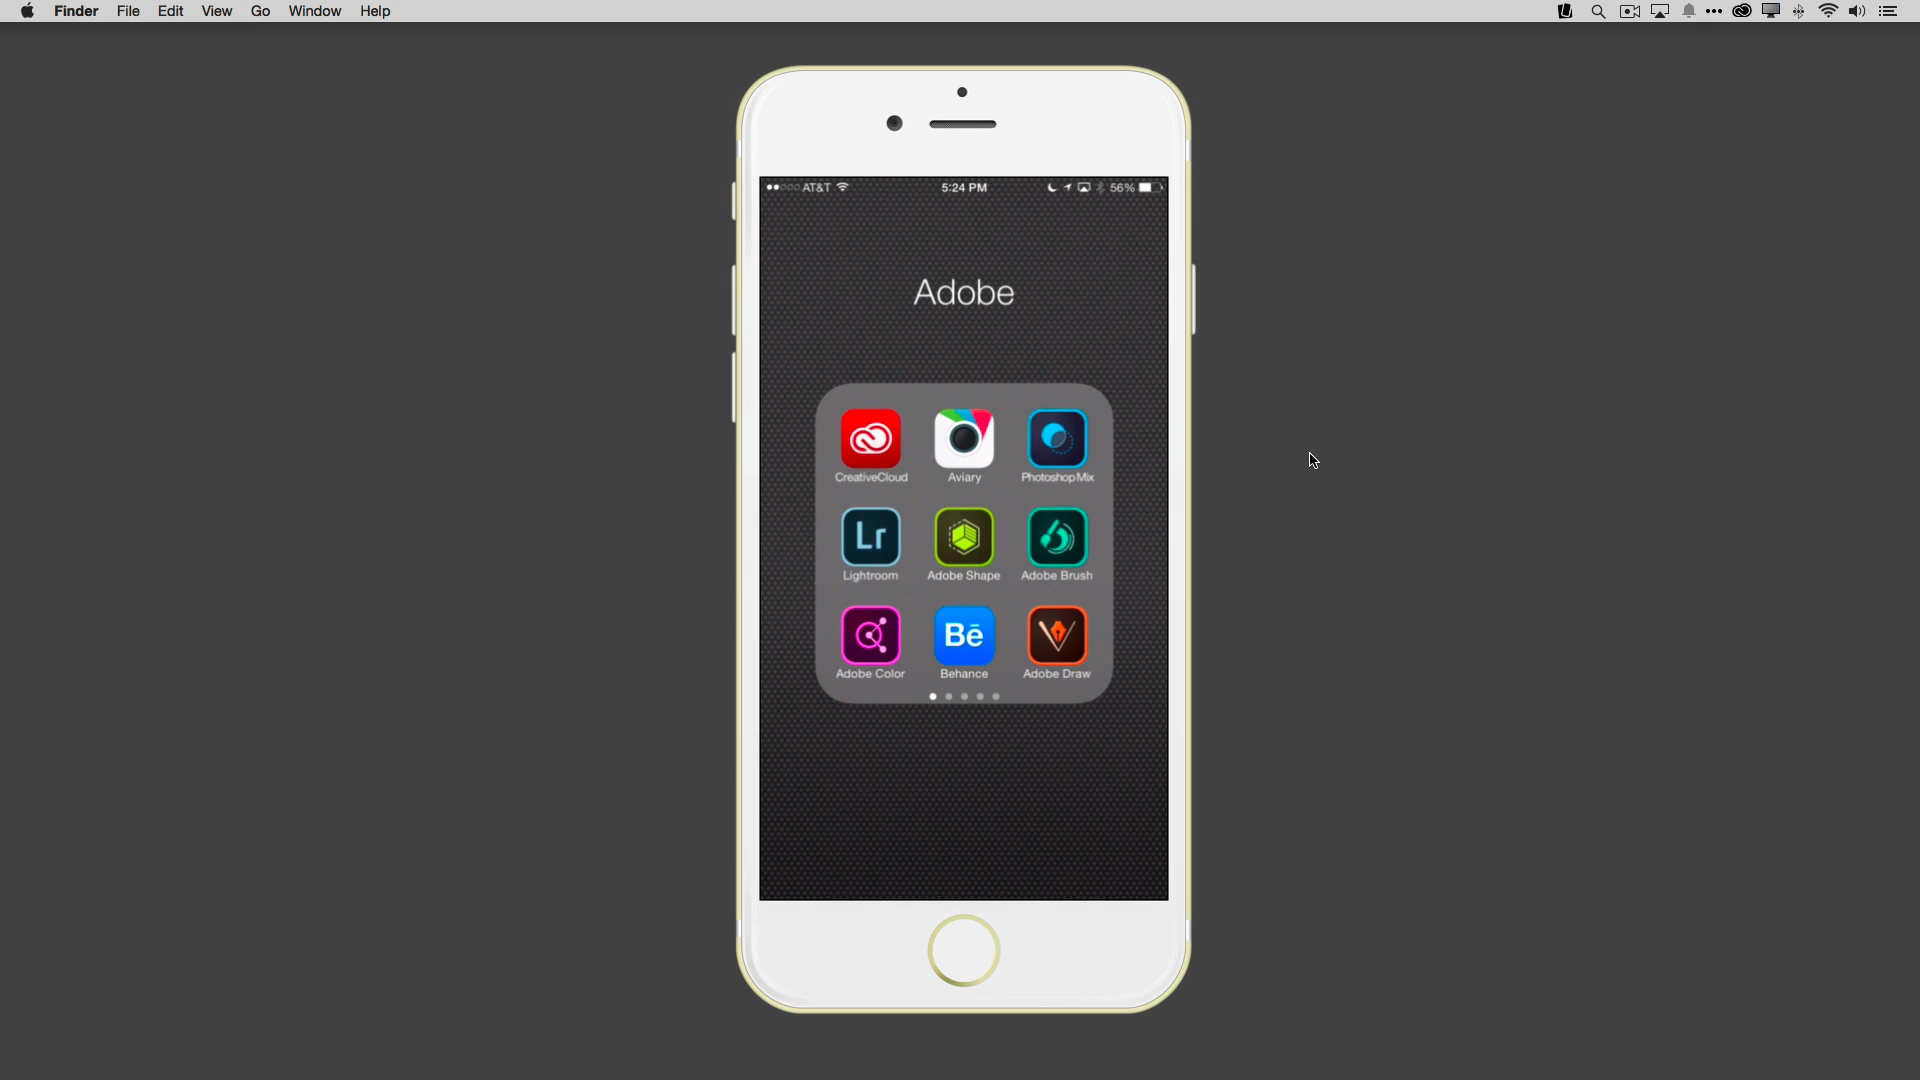 Finder File Edit View Go Window Help
AT&T 5:24 PM 56%
Adobe
CreativeCloud Aviary Photoshop Mix
Lr
Lightroom Adobe Shape Adobe Brush
Bē
Adobe Color Behance Adobe Draw